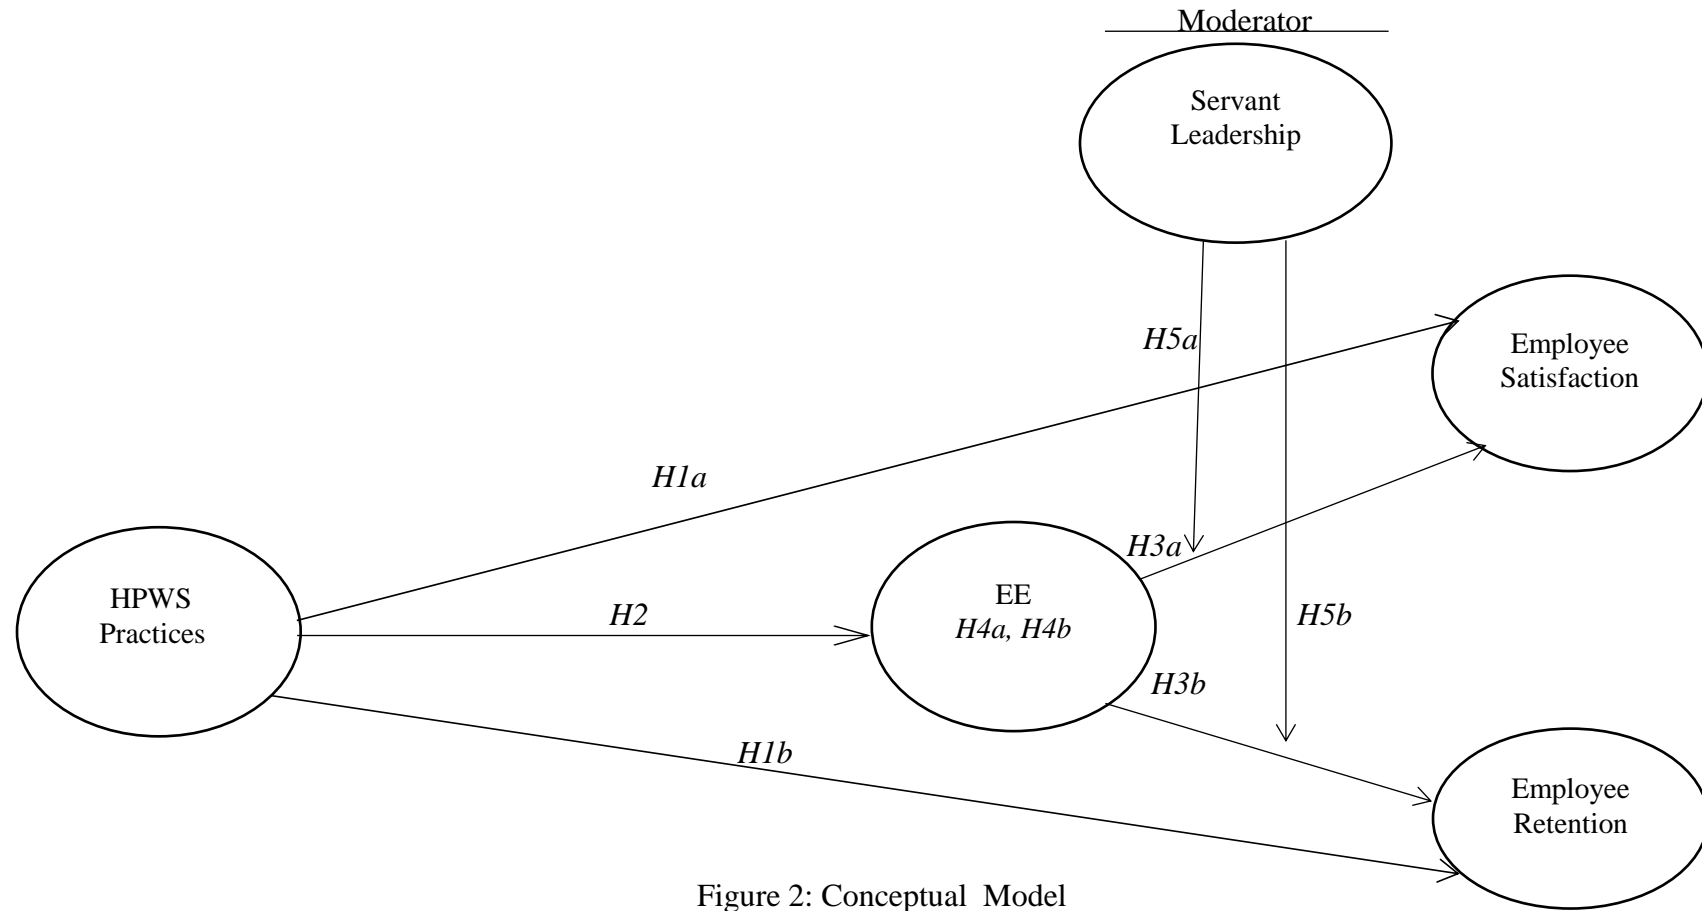 Moderator
Servant
Leadership
H5a
Employee
Satisfaction
H1a
H3a
HPWS
Practices
H2
EE
H4a, H4b
H5b
H3b
H1b
Employee
Retention
Figure 2: Conceptual  Model